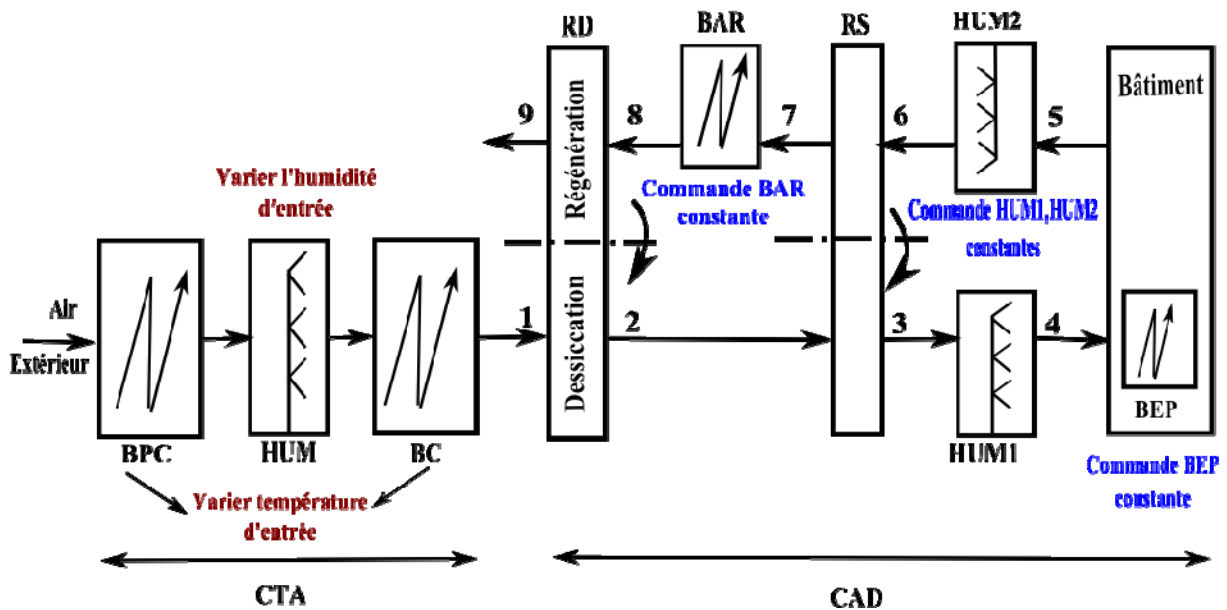 RD
BAR
RS
HUM2
Bâtiment
9
8
7
6
5
Régénération
Varier l'humidité
d'entrée
Commande BAR
constante
Commande HUM1,HUM2
constantes
Air
Extérieur
1
2
3
4
Dessiccation
BPC
HUM
BC
HUM1
BEP
Commande BEP
constante
Varier température
d'entrée
CTA
CAD